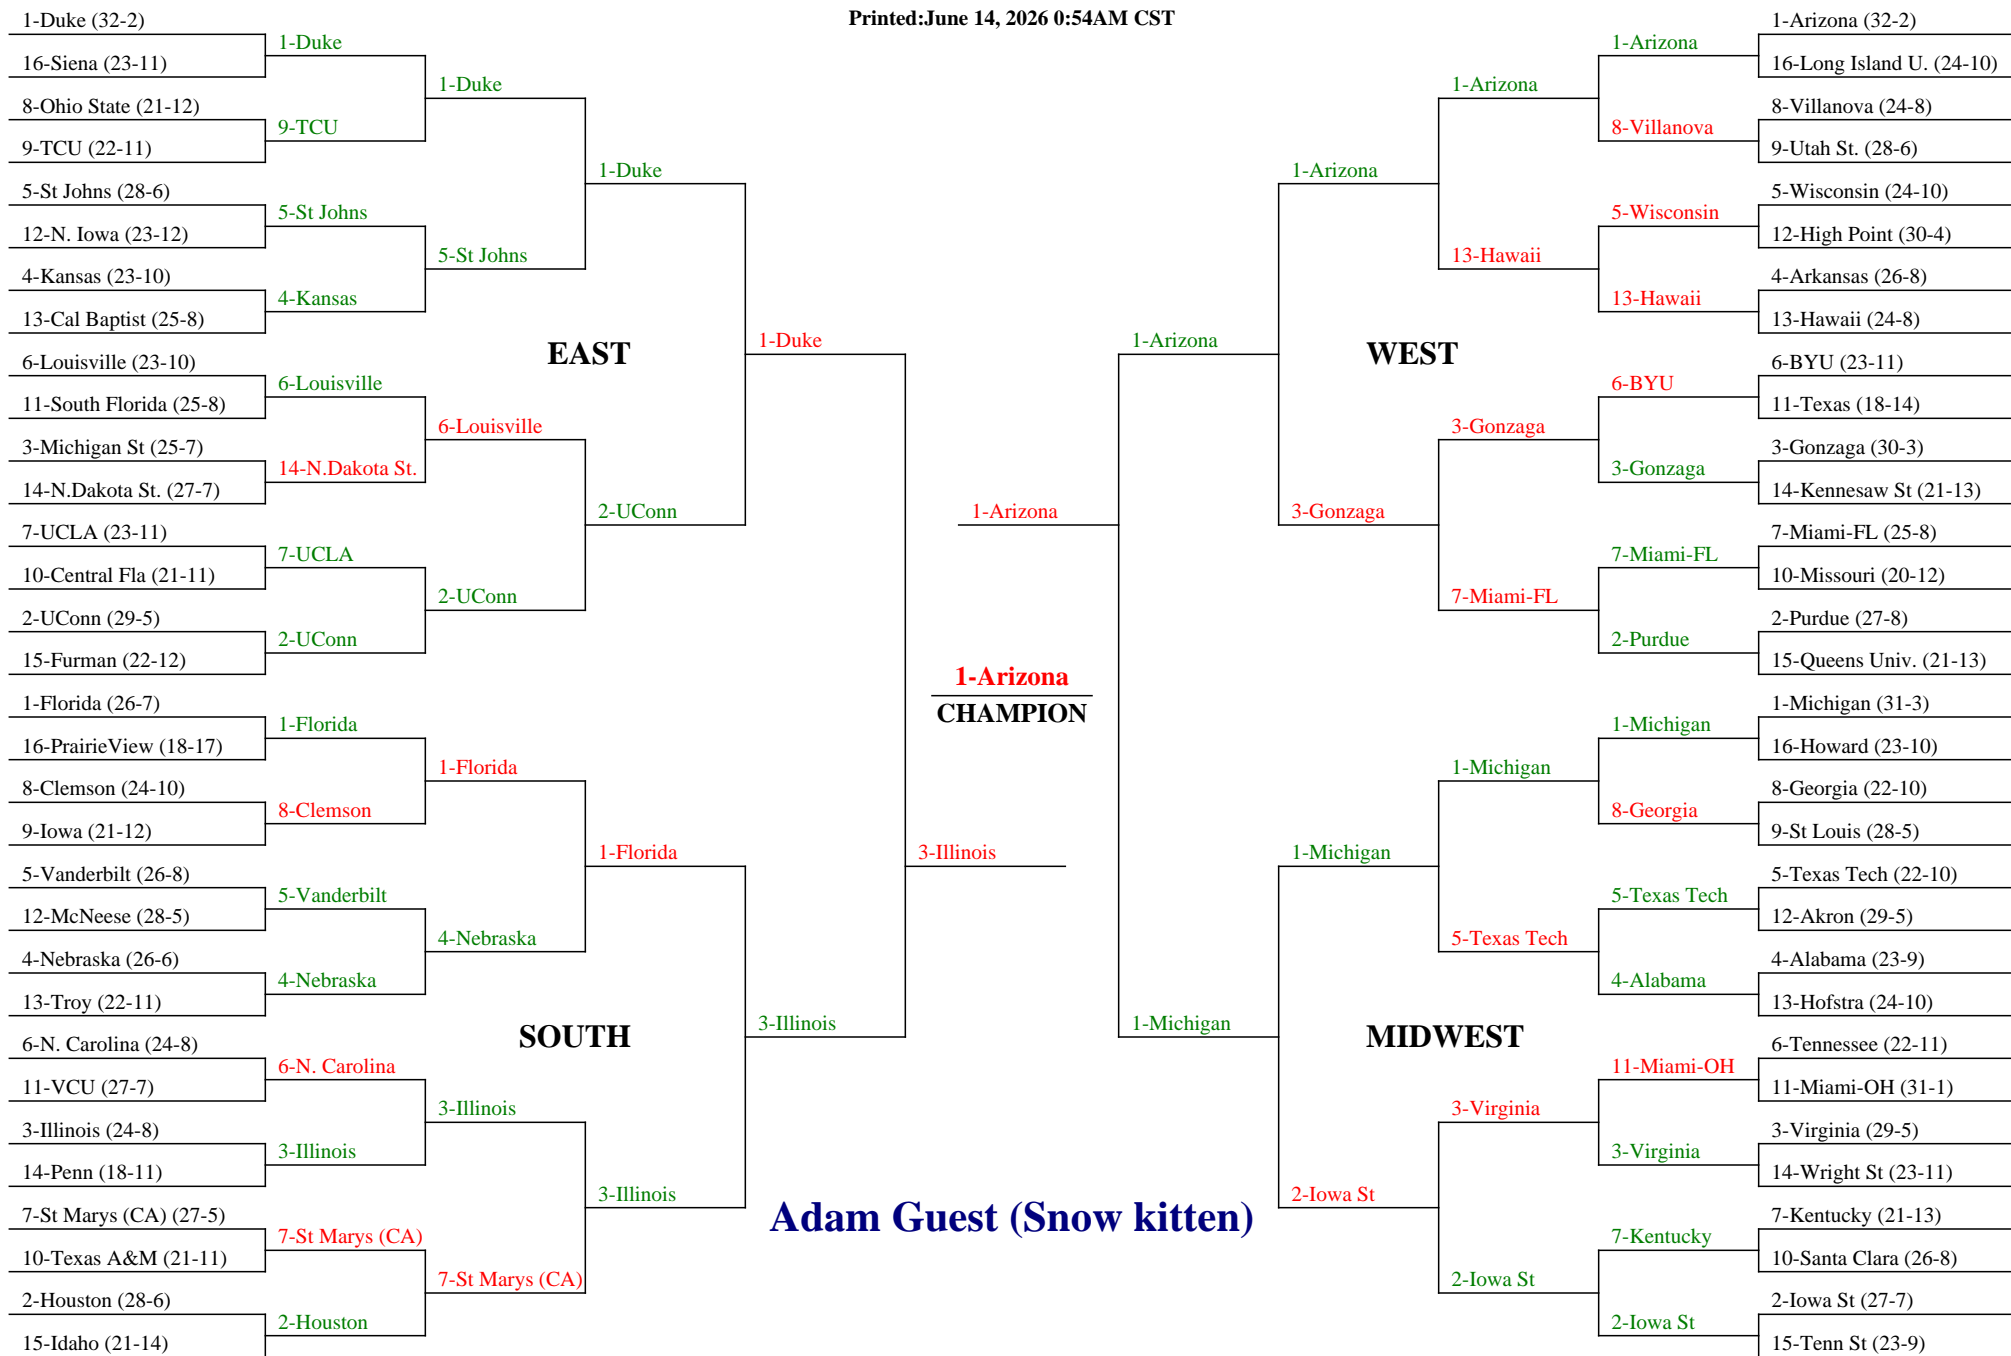 Printed:June 14, 2026 0:54AM CST
1-Duke (32-2)
16-Siena (23-11)
8-Ohio State (21-12)
9-TCU (22-11)
5-St Johns (28-6)
12-N. Iowa (23-12)
4-Kansas (23-10)
13-Cal Baptist (25-8)
6-Louisville (23-10)
11-South Florida (25-8)
3-Michigan St (25-7)
14-N.Dakota St. (27-7)
7-UCLA (23-11)
10-Central Fla (21-11)
2-UConn (29-5)
15-Furman (22-12)
1-Florida (26-7)
16-PrairieView (18-17)
8-Clemson (24-10)
9-Iowa (21-12)
5-Vanderbilt (26-8)
12-McNeese (28-5)
4-Nebraska (26-6)
13-Troy (22-11)
6-N. Carolina (24-8)
11-VCU (27-7)
3-Illinois (24-8)
14-Penn (18-11)
7-St Marys (CA) (27-5)
10-Texas A&M (21-11)
2-Houston (28-6)
15-Idaho (21-14)
1-Duke
9-TCU
5-St Johns
4-Kansas
6-Louisville
14-N.Dakota St.
7-UCLA
2-UConn
1-Florida
8-Clemson
5-Vanderbilt
4-Nebraska
6-N. Carolina
3-Illinois
7-St Marys (CA)
2-Houston
1-Duke
5-St Johns
6-Louisville
2-UConn
1-Florida
4-Nebraska
3-Illinois
7-St Marys (CA)
EAST
SOUTH
1-Duke
2-UConn
1-Florida
3-Illinois
1-Duke
3-Illinois
3-Illinois
1-Arizona
1-Arizona
CHAMPION
Adam Guest (Snow kitten)
1-Arizona
1-Michigan
1-Arizona
3-Gonzaga
1-Michigan
2-Iowa St
WEST
MIDWEST
1-Arizona
13-Hawaii
3-Gonzaga
7-Miami-FL
1-Michigan
5-Texas Tech
3-Virginia
2-Iowa St
1-Arizona
8-Villanova
5-Wisconsin
13-Hawaii
6-BYU
3-Gonzaga
7-Miami-FL
2-Purdue
1-Michigan
8-Georgia
5-Texas Tech
4-Alabama
11-Miami-OH
3-Virginia
7-Kentucky
2-Iowa St
1-Arizona (32-2)
16-Long Island U. (24-10)
8-Villanova (24-8)
9-Utah St. (28-6)
5-Wisconsin (24-10)
12-High Point (30-4)
4-Arkansas (26-8)
13-Hawaii (24-8)
6-BYU (23-11)
11-Texas (18-14)
3-Gonzaga (30-3)
14-Kennesaw St (21-13)
7-Miami-FL (25-8)
10-Missouri (20-12)
2-Purdue (27-8)
15-Queens Univ. (21-13)
1-Michigan (31-3)
16-Howard (23-10)
8-Georgia (22-10)
9-St Louis (28-5)
5-Texas Tech (22-10)
12-Akron (29-5)
4-Alabama (23-9)
13-Hofstra (24-10)
6-Tennessee (22-11)
11-Miami-OH (31-1)
3-Virginia (29-5)
14-Wright St (23-11)
7-Kentucky (21-13)
10-Santa Clara (26-8)
2-Iowa St (27-7)
15-Tenn St (23-9)